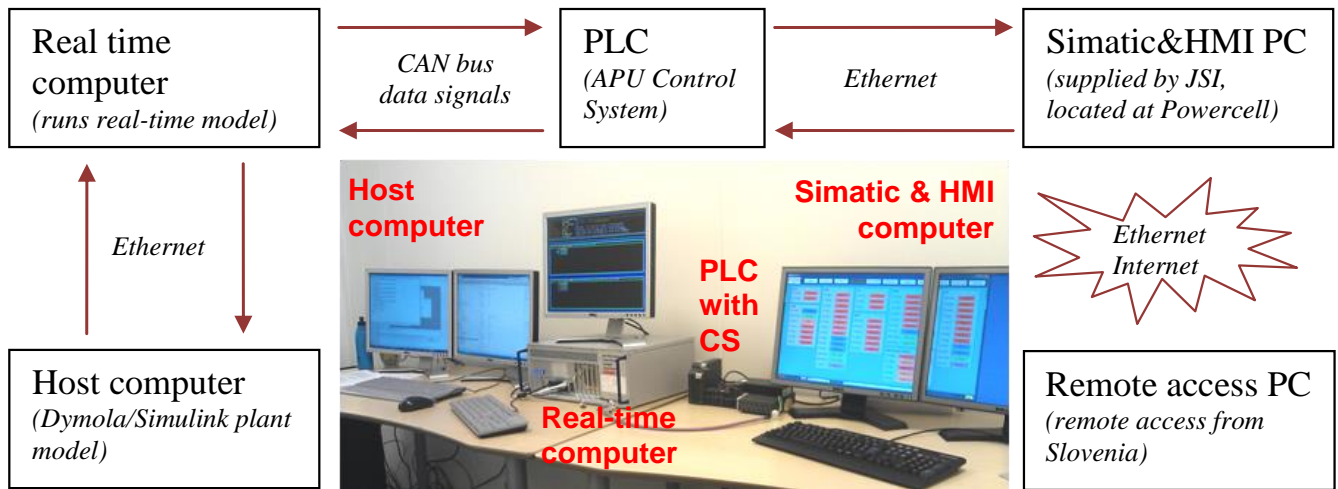 Real time
computer
(runs real-time model)
CAN bus
data signals
PLC
(APU Control
System)
Ethernet
Simatic&HMI PC
(supplied by JSI,
located at Powercell)
Ethernet
Host
computer
Simatic & HMI
computer
PLC
with
CS
Real-time
computer
Ethernet
Internet
Host computer
(Dymola/Simulink plant
model)
Remote access PC
(remote access from
Slovenia)